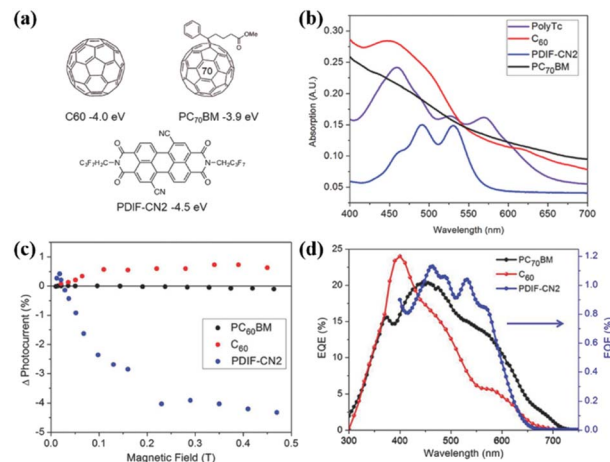 (a)
OMe
O
70
C60 -4.0 eV
PC70BM -3.9 eV
CN
O
O
C3F7H2C-N
N-CH2C3F7
O
O
CN
PDIF-CN2 -4.5 eV
(b)
PolyTc
C60
PDIF-CN2
PC70BM
0.30
0.25
0.20
0.15
0.10
0.05
Absorption (A.U.)
400 450 500 550 600 650 700
Wavelength (nm)
(c)
1
0
-1
-2
-3
-4
-5
Δ Photocurrent (%)
PC60BM
C60
PDIF-CN2
0.0 0.1 0.2 0.3 0.4 0.5
Magnetic Field (T)
(d)
PC70BM
C60
PDIF-CN2
25
20
15
10
5
0
EQE (%)
1.2
1.0
0.8
0.6
0.4
0.2
0.0
EQE (%)
300 400 500 600 700
Wavelength (nm)